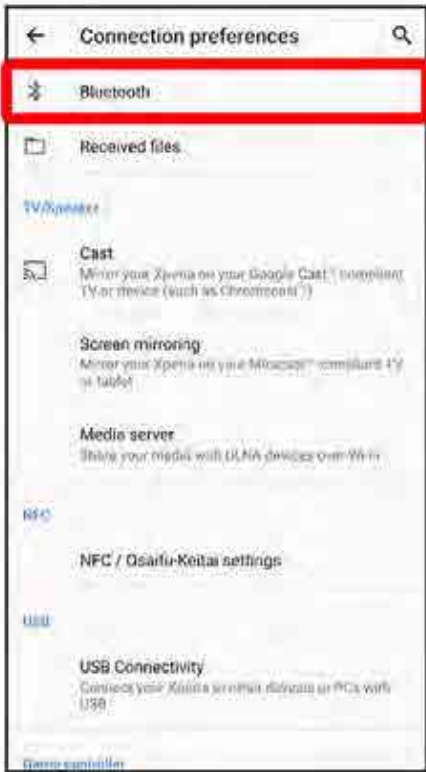 Connection preferences
Bluetooth
Received files
TV/Speaker
Cast
Mirror your Xperia on your Google Cast™ compliant
TV or device (such as Chromecast™)
Screen mirroring
Mirror your Xperia on your Miracast™ compliant TV
or tablet
Media server
Share your media with DLNA devices over Wi-Fi
NFC
NFC / Osaifu-Keitai settings
USB
USB Connectivity
Connect your Xperia to other devices or PCs with
USB
Game controller